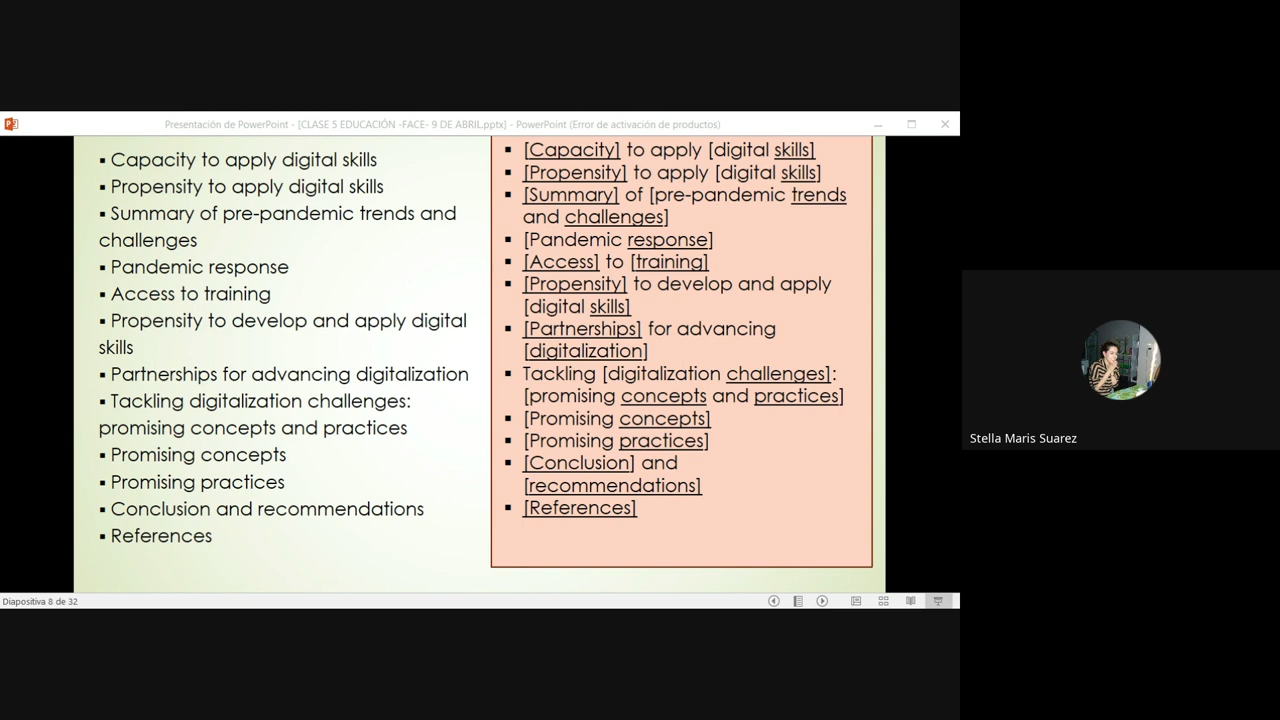 Presentación de PowerPoint - [CLASE 5 EDUCACIÓN -FACE- 9 DE ABRIL.pptx] - PowerPoint (Error de activación de productos)
▪ Capacity to apply digital skills
▪ Propensity to apply digital skills
▪ Summary of pre-pandemic trends and
challenges
▪ Pandemic response
▪ Access to training
▪ Propensity to develop and apply digital
skills
▪ Partnerships for advancing digitalization
▪ Tackling digitalization challenges:
promising concepts and practices
▪ Promising concepts
▪ Promising practices
▪ Conclusion and recommendations
▪ References
▪ [Capacity] to apply [digital skills]
▪ [Propensity] to apply [digital skills]
▪ [Summary] of [pre-pandemic trends
and challenges]
▪ [Pandemic response]
▪ [Access] to [training]
▪ [Propensity] to develop and apply
[digital skills]
▪ [Partnerships] for advancing
[digitalization]
▪ Tackling [digitalization challenges]:
[promising concepts and practices]
▪ [Promising concepts]
▪ [Promising practices]
▪ [Conclusion] and
[recommendations]
▪ [References]
Stella Maris Suarez
Diapositiva 8 de 32